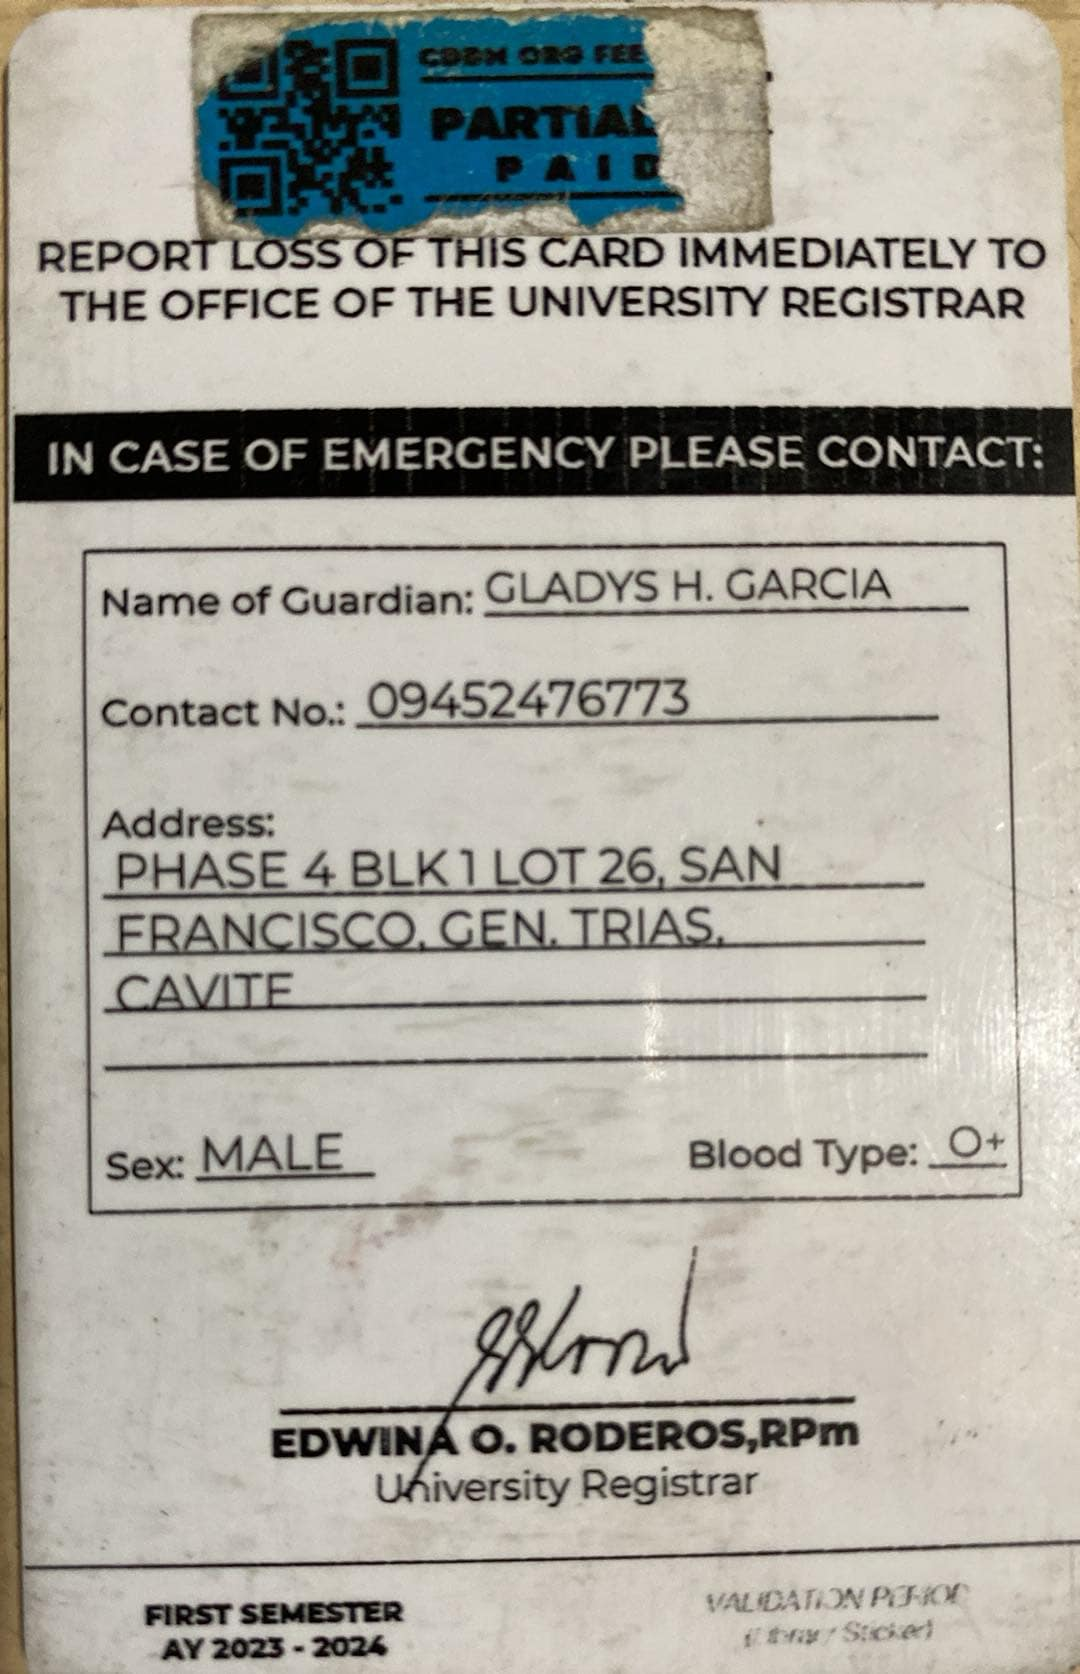 CDDM ORG FEE
PARTIAL
PAID
REPORT LOSS OF THIS CARD IMMEDIATELY TO
THE OFFICE OF THE UNIVERSITY REGISTRAR
IN CASE OF EMERGENCY PLEASE CONTACT:
Name of Guardian: GLADYS H. GARCIA
Contact No.: 09452476773
Address:
PHASE 4 BLK 1 LOT 26, SAN
FRANCISCO, GEN. TRIAS,
CAVITE
Sex: MALE Blood Type: O+
EDWINA O. RODEROS,RPm
University Registrar
FIRST SEMESTER VALIDATION PERIOD
AY 2023 - 2024 (Library Sticker)